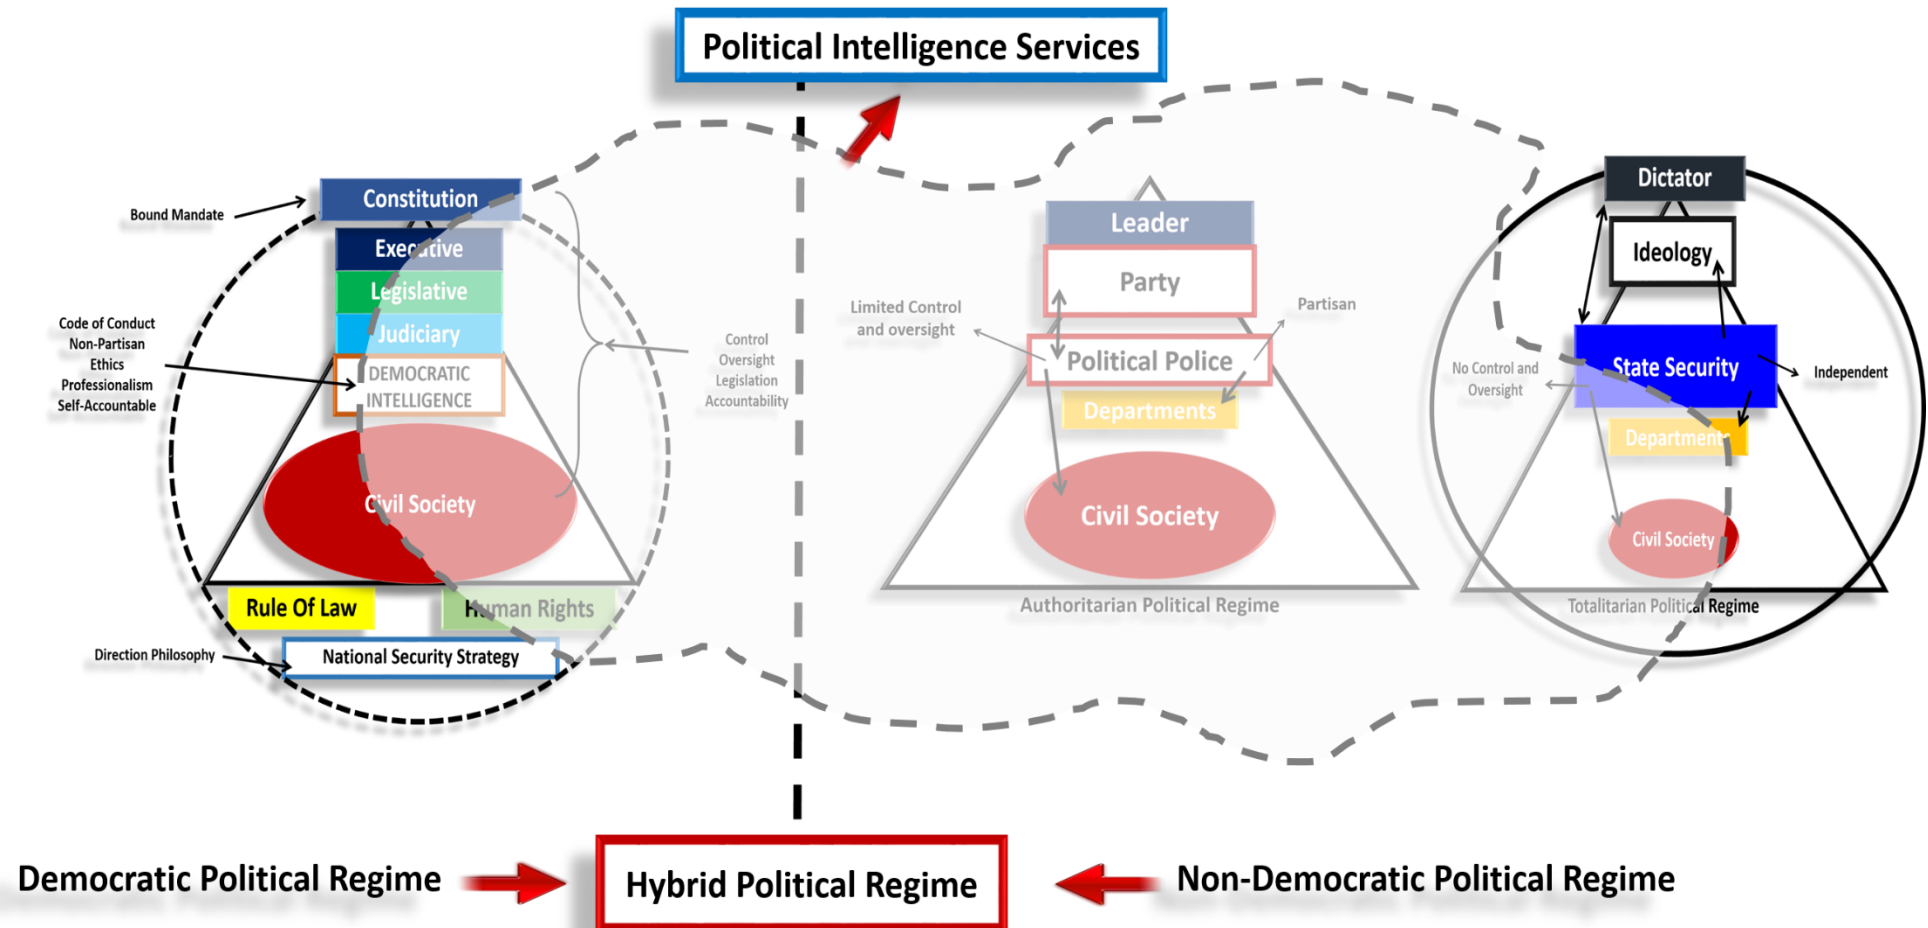 Political Intelligence Services
Constitution
Bound Mandate
Executive
Legislative
Judiciary
DEMOCRATIC
INTELLIGENCE
Code of Conduct
Non-Partisan
Ethics
Professionalism
Self-Accountable
Control
Oversight
Legislation
Accountability
Civil Society
Rule Of Law
Human Rights
Direction Philosophy
National Security Strategy
Leader
Party
Limited Control
and oversight
Partisan
Political Police
Departments
Civil Society
Authoritarian Political Regime
Dictator
Ideology
State Security
No Control and
Oversight
Independent
Departments
Civil Society
Totalitarian Political Regime
Democratic Political Regime
Hybrid Political Regime
Non-Democratic Political Regime